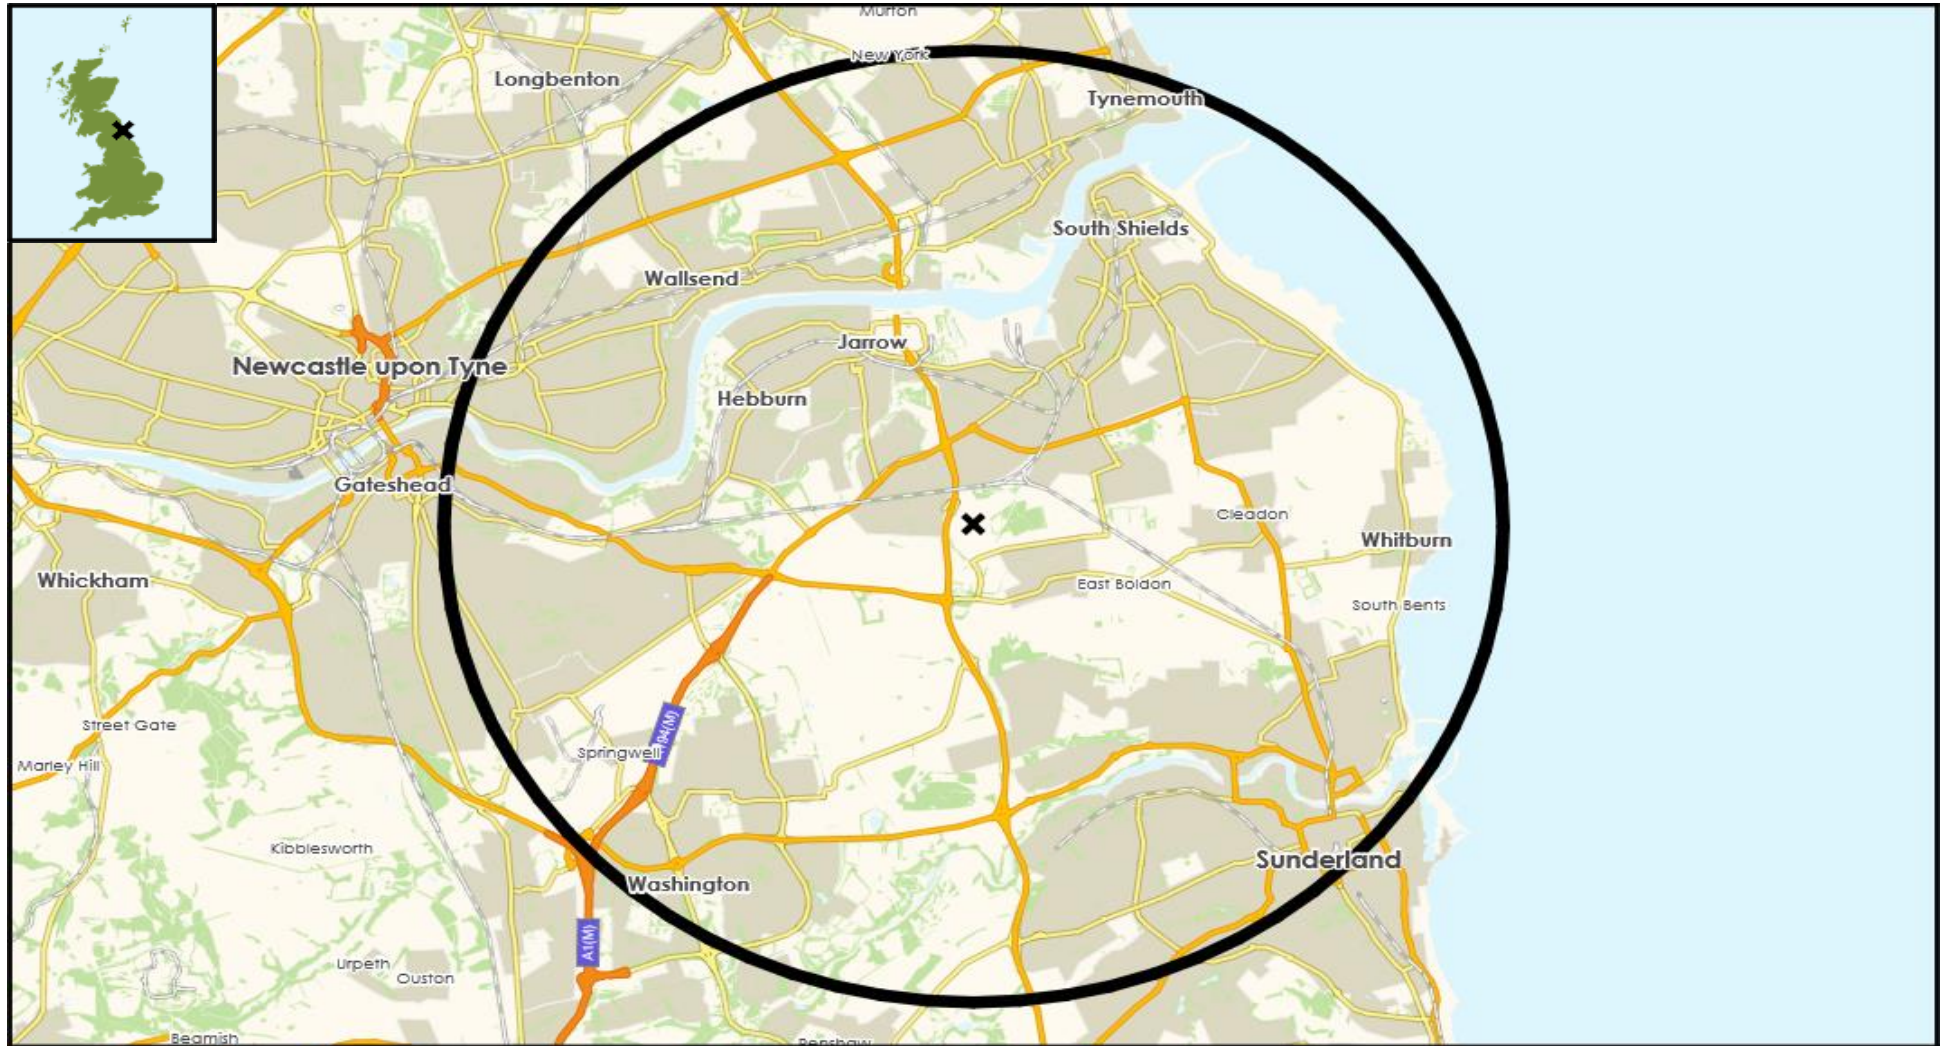 Murton
New York
Longbenton
Tynemouth
South Shields
Wallsend
Jarrow
Newcastle upon Tyne
Hebburn
Gateshead
Cleadon
Whitburn
Whickham
East Boldon
South Bents
Street Gate
Springwell
194(M)
Marley Hill
Kibblesworth
Sunderland
Washington
A1(M)
Urpeth
Ouston
Beamish
Penshaw